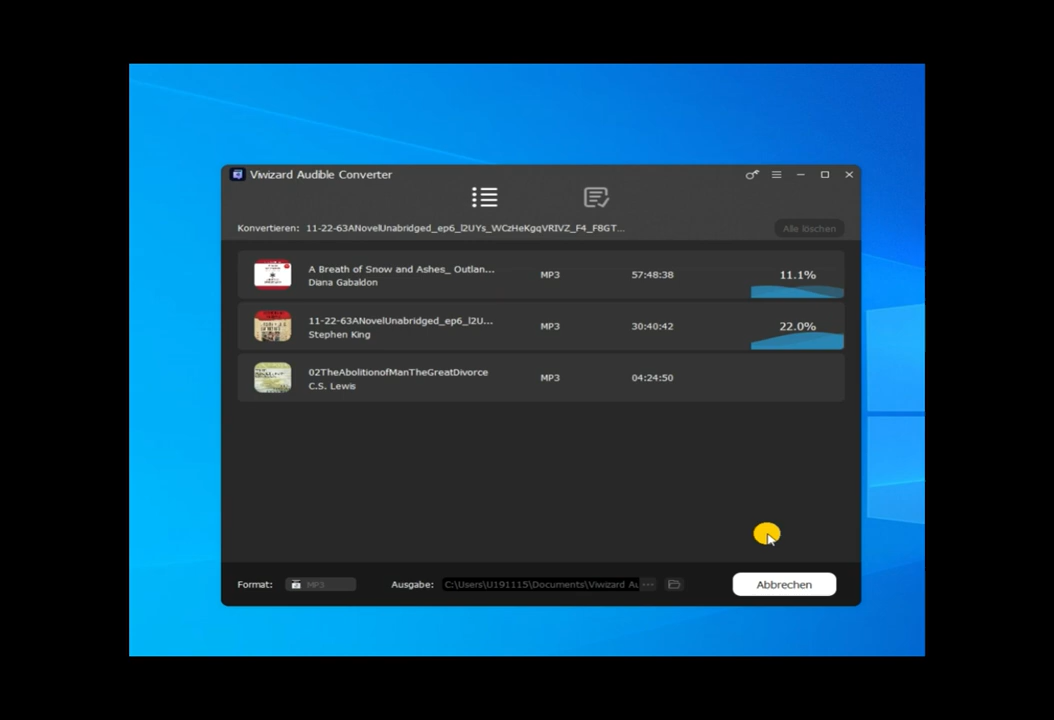 Viwizard Audible Converter
Konvertieren: 11-22-63ANovelUnabridged_ep6_l2UYs_WCzHeKgqVRIVZ_F4_F8GT...
Alle löschen
A Breath of Snow and Ashes_ Outlan...
Diana Gabaldon
MP3
57:48:38
11.1%
11-22-63ANovelUnabridged_ep6_l2U...
Stephen King
MP3
30:40:42
22.0%
02TheAbolitionofManTheGreatDivorce
C.S. Lewis
MP3
04:24:50
Format: MP3
Ausgabe: C:\Users\U191115\Documents\Viwizard Au
...
Abbrechen